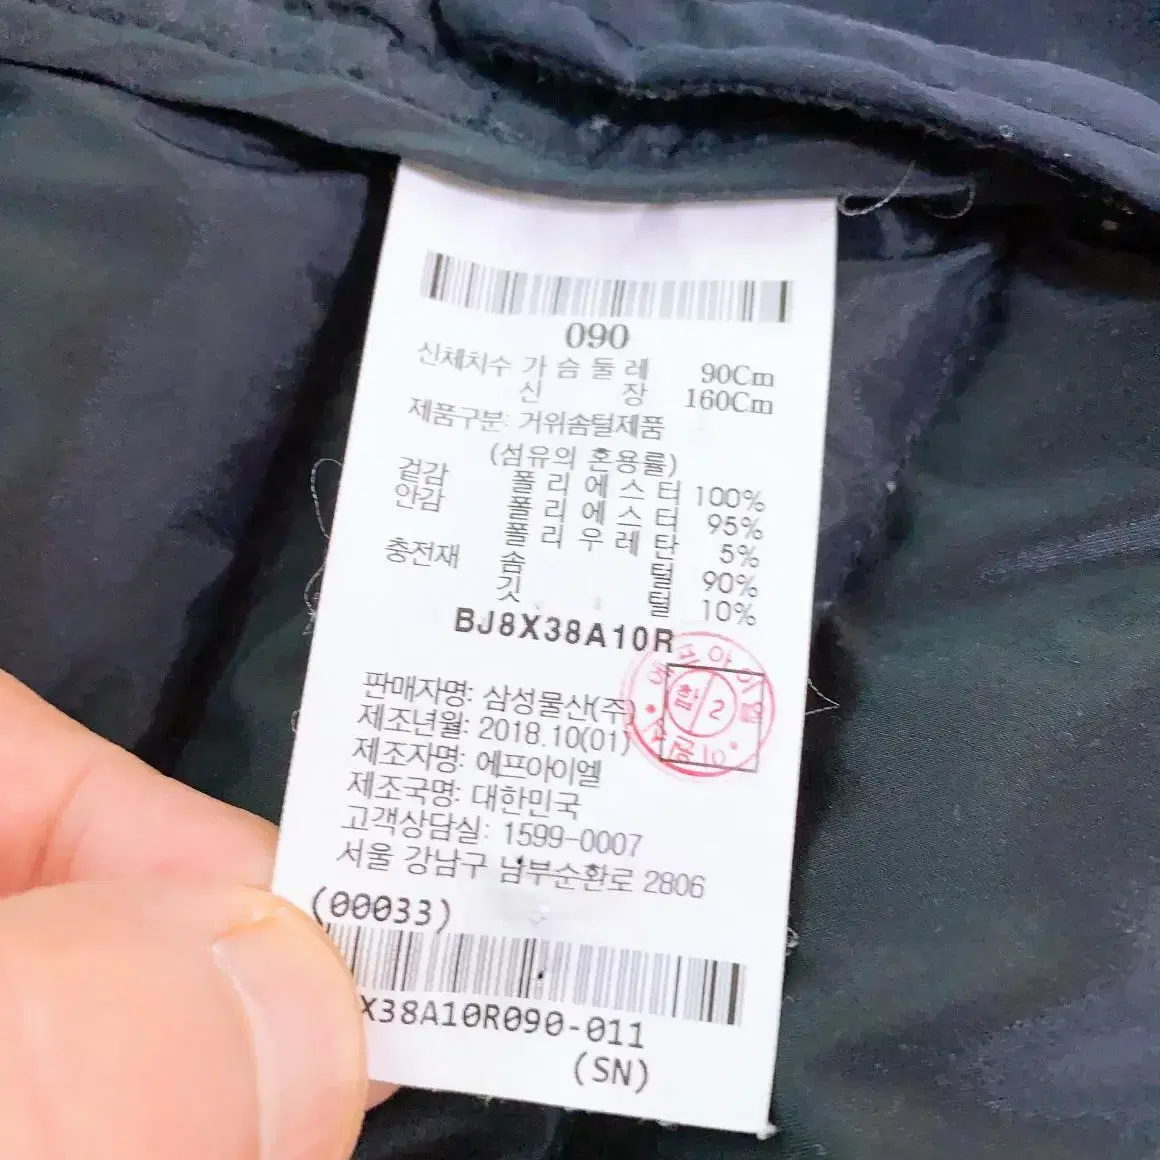 090
신체치수 가 슴 둘 레 90Cm
신 장 160Cm
제품구분: 거위솜털제품
(섬유의 혼용률)
겉감 폴 리 에 스 터 100%
안감 폴 리 에 스 터 95%
폴 리 우 레 탄 5%
충전재 솜 털 90%
깃 털 10%
BJ8X38A10R
판매자명: 삼성물산(주)
제조년월: 2018.10(01)
제조자명: 에프아이엘
제조국명: 대한민국
고객상담실: 1599-0007
서울 강남구 남부순환로 2806
(00033)
X38A10R090-011
(SN)
합 2